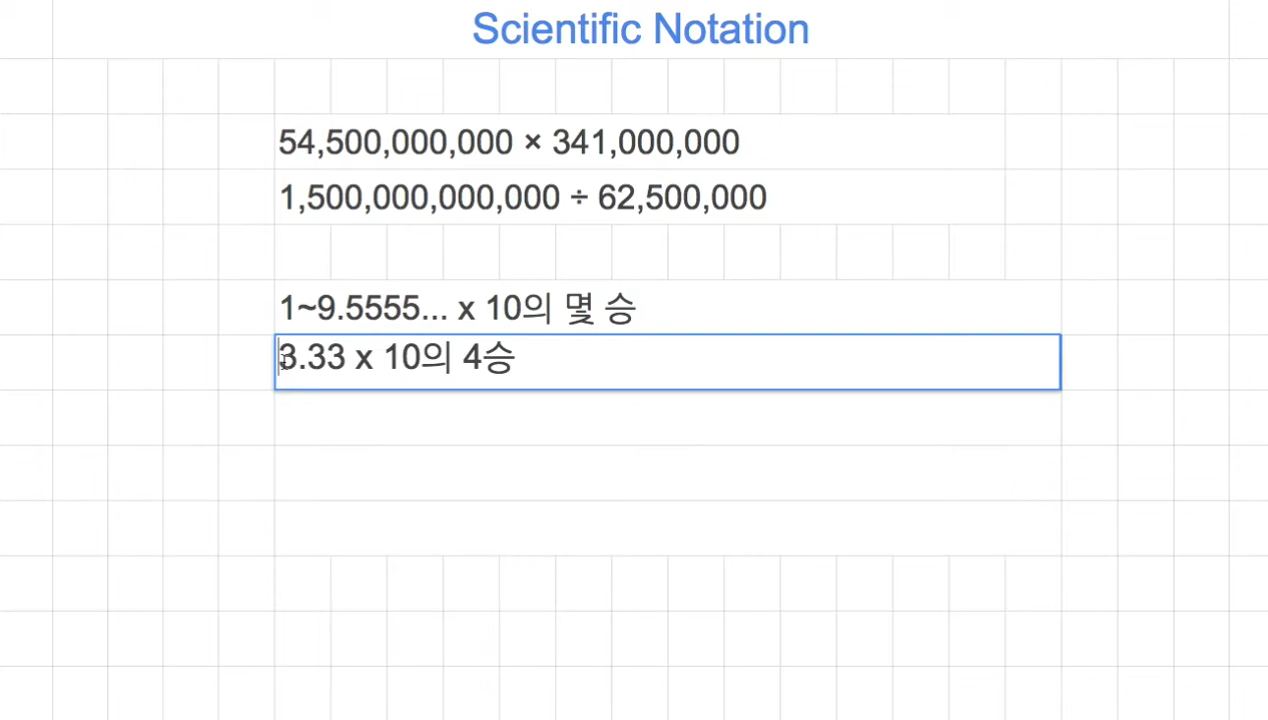 Scientific Notation
54,500,000,000 × 341,000,000
1,500,000,000,000 ÷ 62,500,000
1~9.5555... x 10의 몇 승
3.33 x 10의 4승